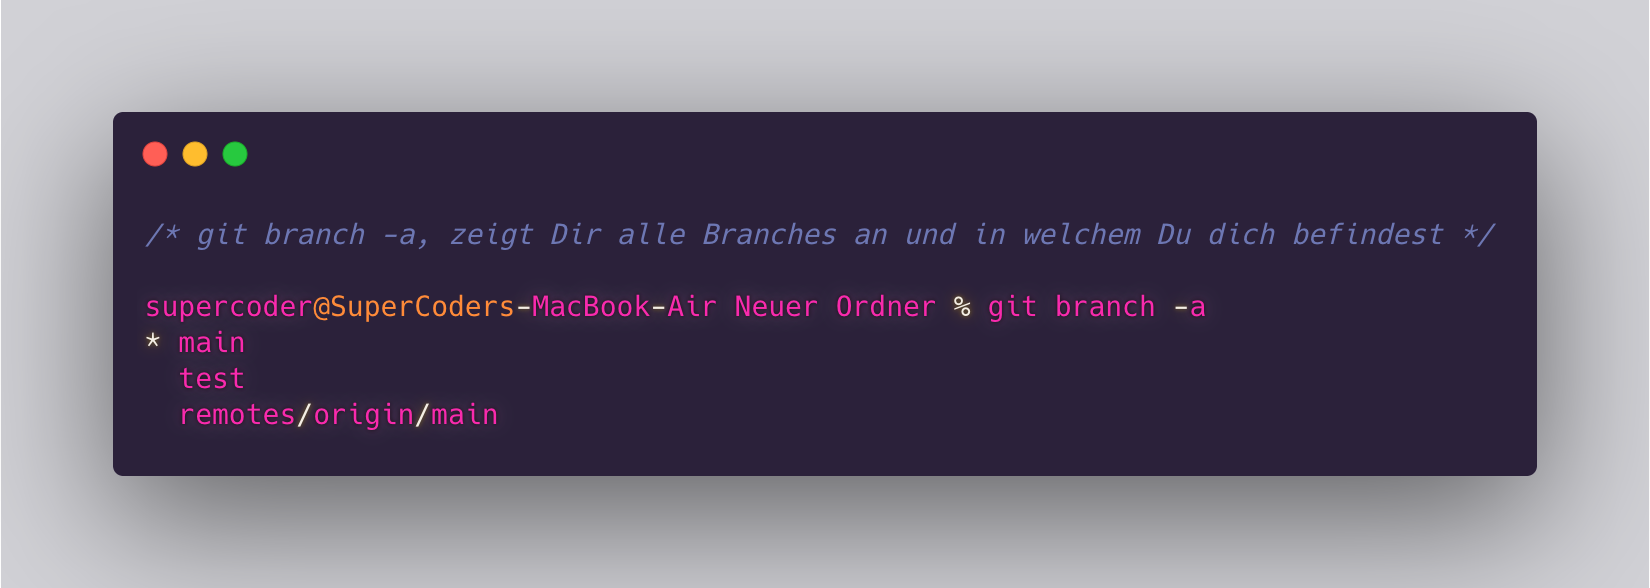 /* git branch -a, zeigt Dir alle Branches an und in welchem Du dich befindest */
supercoder@SuperCoders-MacBook-Air Neuer Ordner % git branch -a
* main
  test
  remotes/origin/main